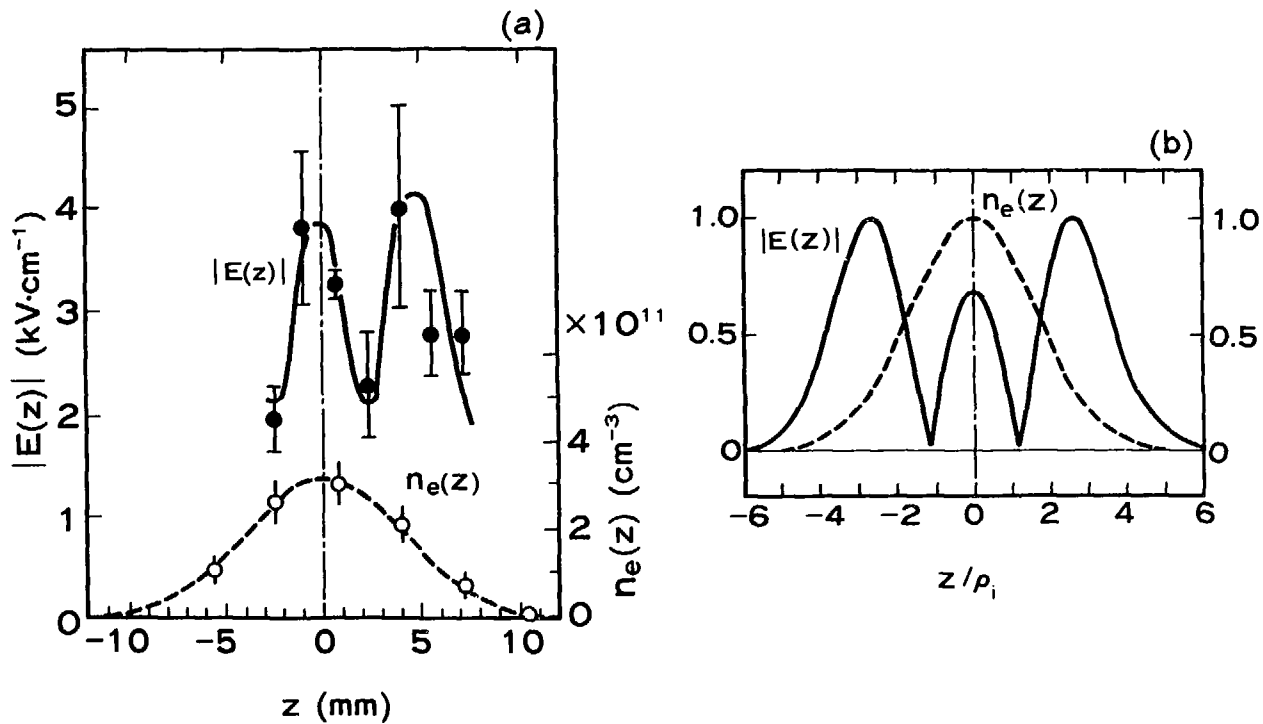 (a)
5
4
3
2
1
0
|E(z)| (kV·cm⁻¹)
|E(z)|
nₑ(z)
×10¹¹
4
2
0
nₑ(z) (cm⁻³)
-10 -5 0 5 10
z (mm)
(b)
1.0
0.5
0
|E(z)|
nₑ(z)
1.0
0.5
0
-6 -4 -2 0 2 4 6
z/ρᵢ